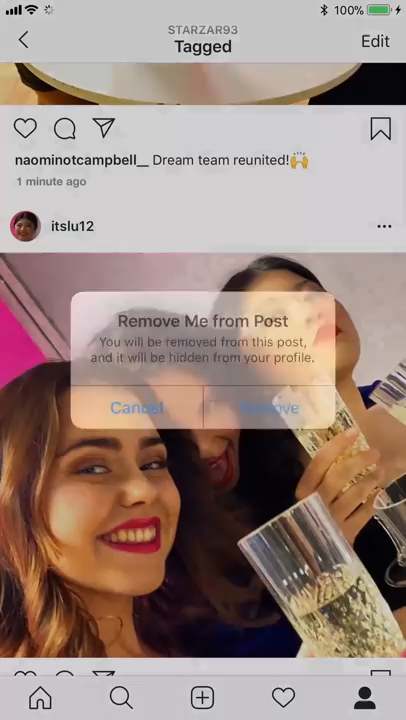 100%
STARZAR93
Tagged
Edit
naominotcampbell__ Dream team reunited!🙌
1 minute ago
itslu12
Remove Me from Post
You will be removed from this post,
and it will be hidden from your profile.
Cancel
Remove